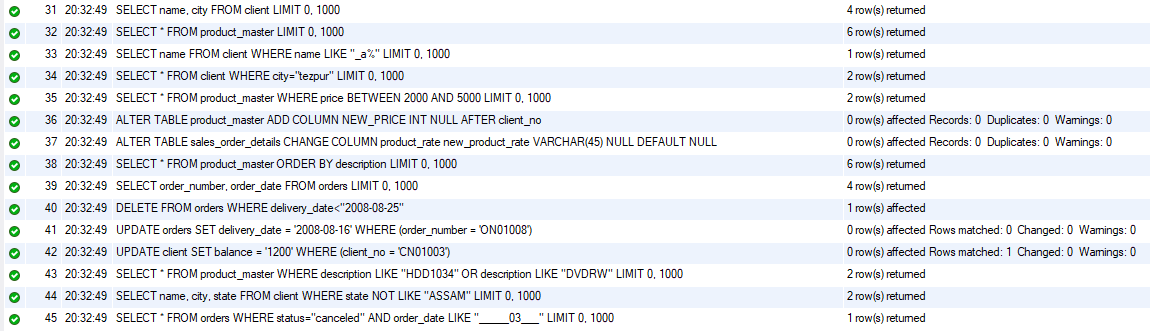 31 20:32:49 SELECT name, city FROM client LIMIT 0, 1000 4 row(s) returned
32 20:32:49 SELECT * FROM product_master LIMIT 0, 1000 6 row(s) returned
33 20:32:49 SELECT name FROM client WHERE name LIKE "_a%" LIMIT 0, 1000 1 row(s) returned
34 20:32:49 SELECT * FROM client WHERE city="tezpur" LIMIT 0, 1000 2 row(s) returned
35 20:32:49 SELECT * FROM product_master WHERE price BETWEEN 2000 AND 5000 LIMIT 0, 1000 2 row(s) returned
36 20:32:49 ALTER TABLE product_master ADD COLUMN NEW_PRICE INT NULL AFTER client_no 0 row(s) affected Records: 0 Duplicates: 0 Warnings: 0
37 20:32:49 ALTER TABLE sales_order_details CHANGE COLUMN product_rate new_product_rate VARCHAR(45) NULL DEFAULT NULL 0 row(s) affected Records: 0 Duplicates: 0 Warnings: 0
38 20:32:49 SELECT * FROM product_master ORDER BY description LIMIT 0, 1000 6 row(s) returned
39 20:32:49 SELECT order_number, order_date FROM orders LIMIT 0, 1000 4 row(s) returned
40 20:32:49 DELETE FROM orders WHERE delivery_date<"2008-08-25" 1 row(s) affected
41 20:32:49 UPDATE orders SET delivery_date = '2008-08-16' WHERE (order_number = 'ON01008') 0 row(s) affected Rows matched: 0 Changed: 0 Warnings: 0
42 20:32:49 UPDATE client SET balance = '1200' WHERE (client_no = 'CN01003') 0 row(s) affected Rows matched: 1 Changed: 0 Warnings: 0
43 20:32:49 SELECT * FROM product_master WHERE description LIKE "HDD1034" OR description LIKE "DVDRW" LIMIT 0, 1000 2 row(s) returned
44 20:32:49 SELECT name, city, state FROM client WHERE state NOT LIKE "ASSAM" LIMIT 0, 1000 2 row(s) returned
45 20:32:49 SELECT * FROM orders WHERE status="canceled" AND order_date LIKE "_____03___" LIMIT 0, 1000 1 row(s) returned